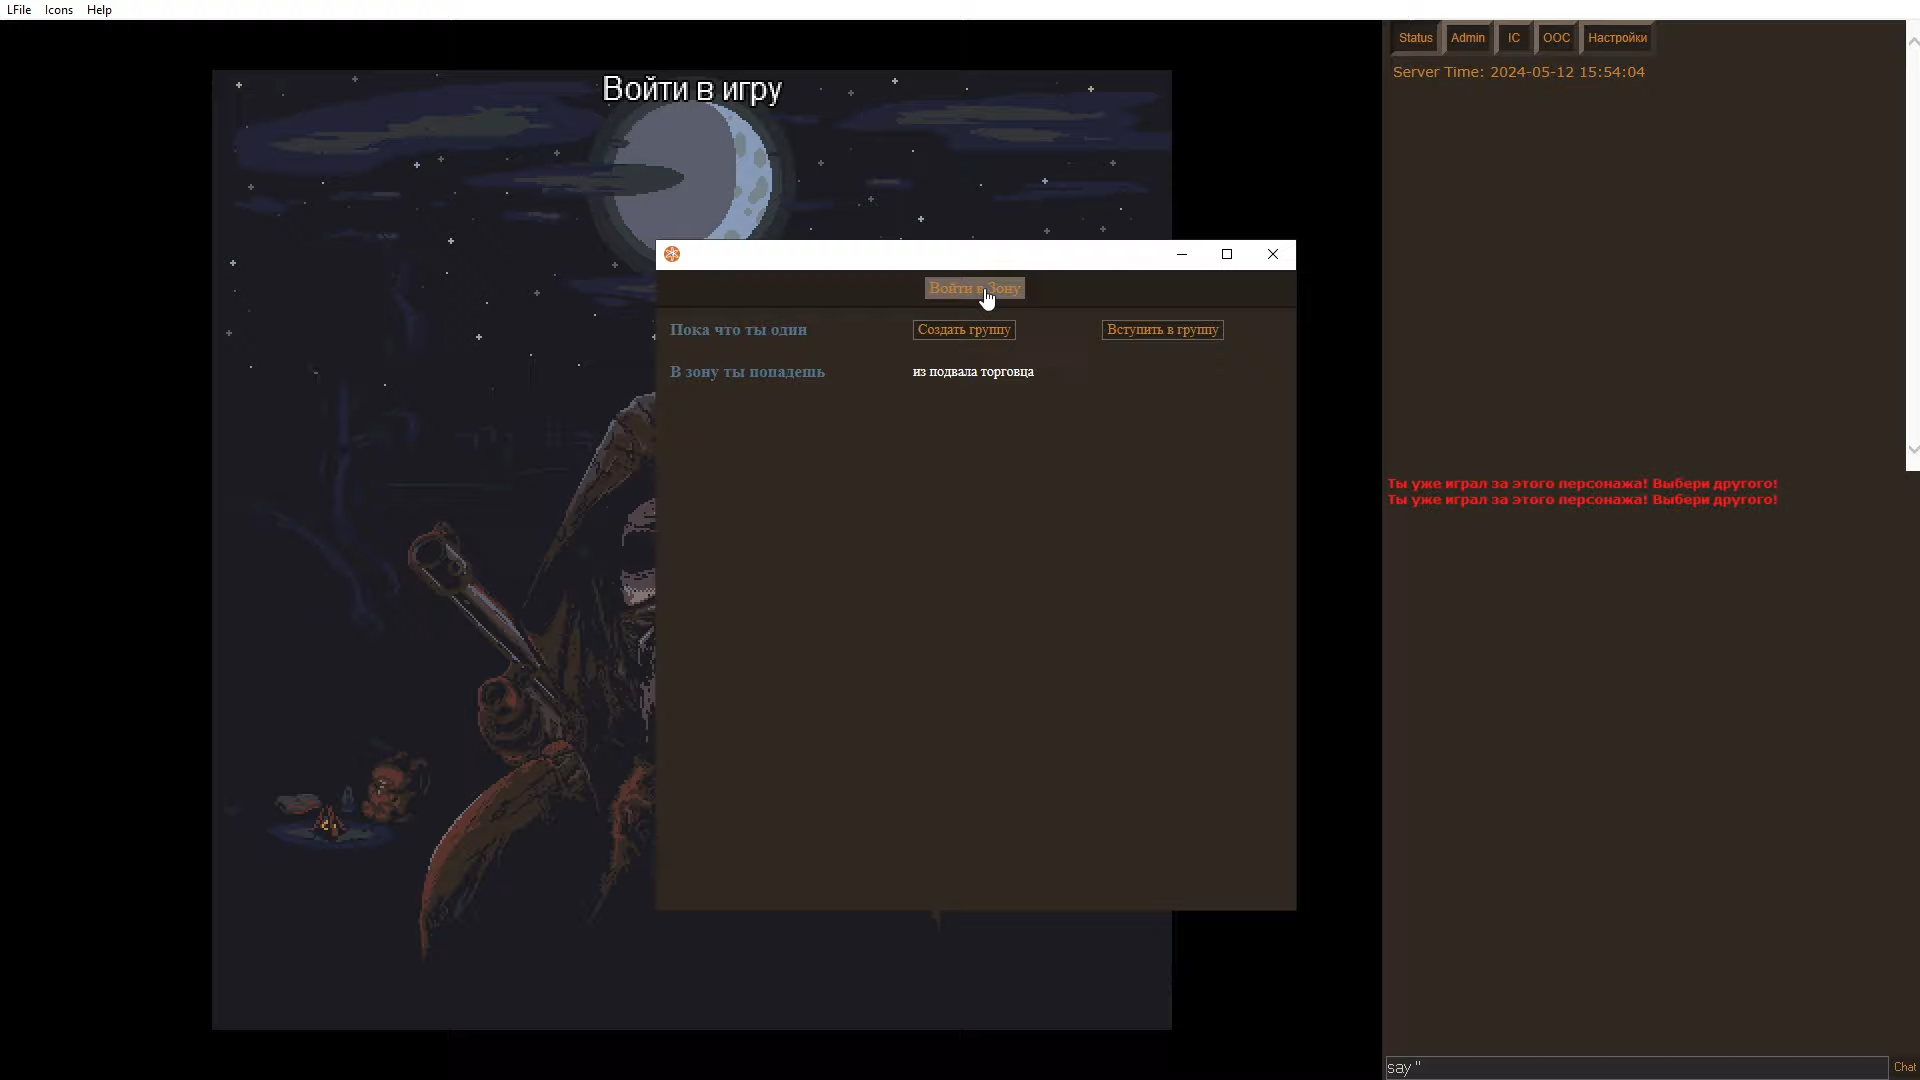 LFile Icons Help
Status Admin IC OOC Настройки
Server Time: 2024-05-12 15:54:04
Войти в игру
Войти в Зону
Пока что ты один Создать группу Вступить в группу
В зону ты попадешь из подвала торговца
Ты уже играл за этого персонажа! Выбери другого!
Ты уже играл за этого персонажа! Выбери другого!
say " Chat